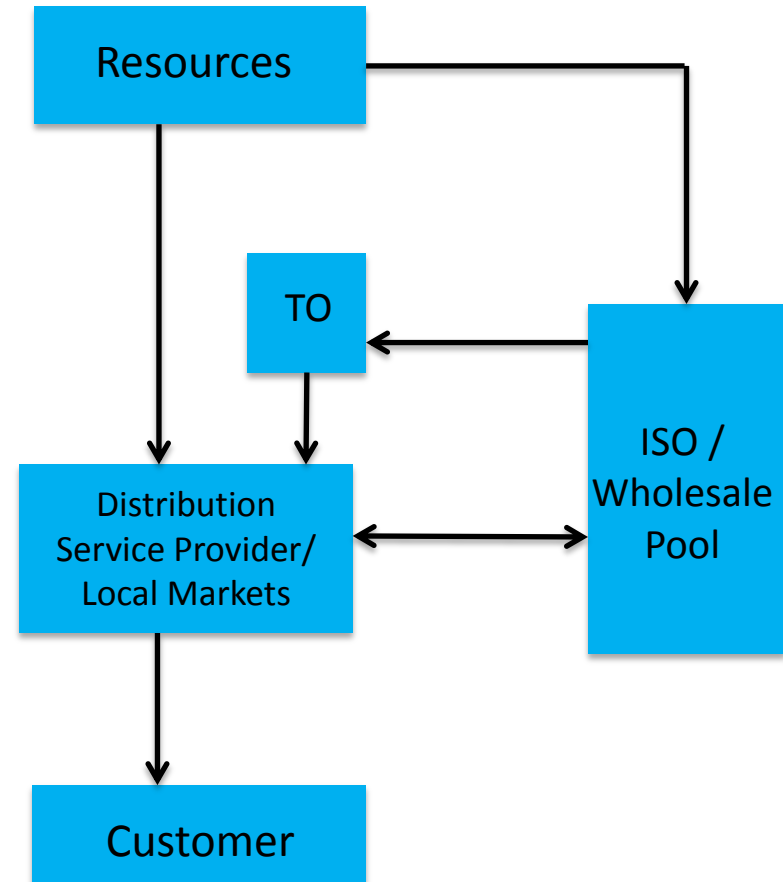 Resources
TO
ISO /
Wholesale
Pool
Distribution
Service Provider/
Local Markets
Customer